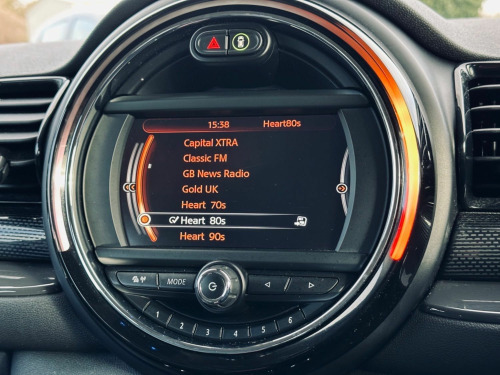 15:38 Heart80s
Capital XTRA
Classic FM
GB News Radio
Gold UK
Heart 70s
Heart 80s
Heart 90s
MODE
1 2 3 4 5 6